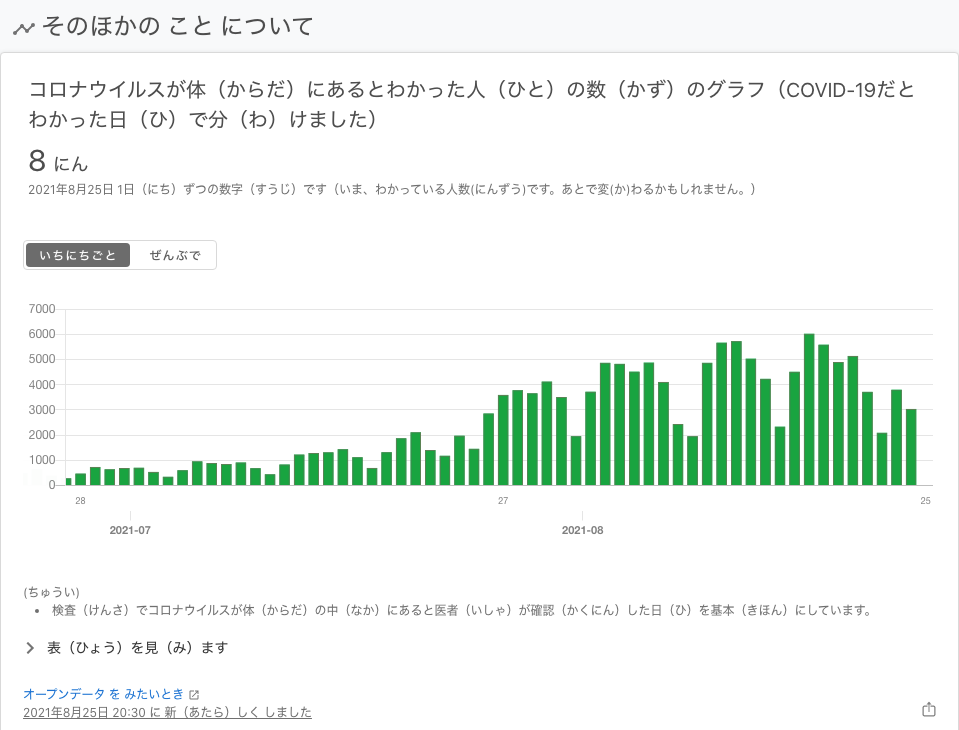 そのほかの こと について
コロナウイルスが体（からだ）にあるとわかった人（ひと）の数（かず）のグラフ（COVID-19だと
わかった日（ひ）で分（わ）けました）
8 にん
2021年8月25日 1日（にち）ずつの数字（すうじ）です（いま、わかっている人数(にんずう)です。あとで変(か)わるかもしれません。）
いちにちごと ぜんぶで
7000
6000
5000
4000
3000
2000
1000
0
28 27 25
2021-07 2021-08
(ちゅうい)
• 検査（けんさ）でコロナウイルスが体（からだ）の中（なか）にあると医者（いしゃ）が確認（かくにん）した日（ひ）を基本（きほん）にしています。
表（ひょう）を見（み）ます
オープンデータ を みたいとき
2021年8月25日 20:30 に 新（あたら）しく しました